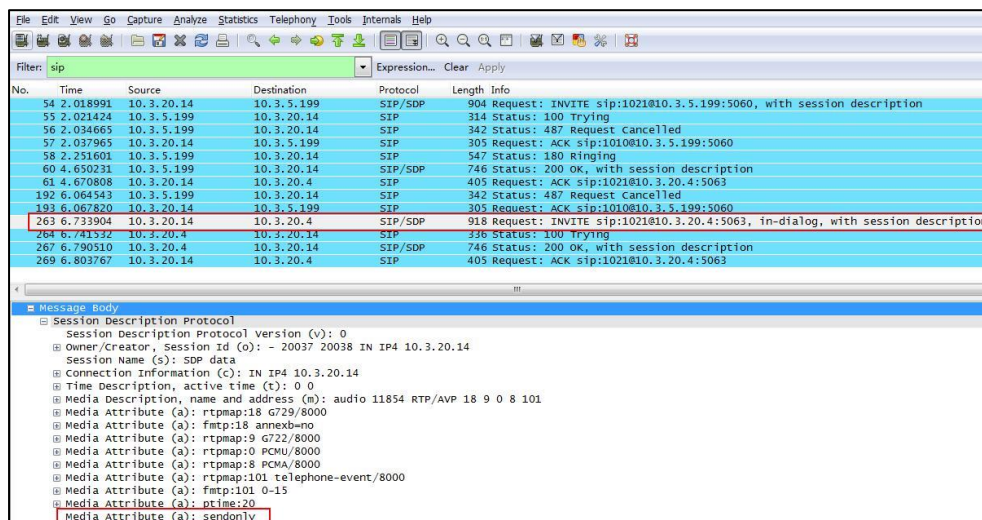 File Edit View Go Capture Analyze Statistics Telephony Tools Internals Help
Filter: sip Expression... Clear Apply
No. Time Source Destination Protocol Length Info
54 2.018991 10.3.20.14 10.3.5.199 SIP/SDP 904 Request: INVITE sip:1021@10.3.5.199:5060, with session description
55 2.021424 10.3.5.199 10.3.20.14 SIP 314 Status: 100 Trying
56 2.034665 10.3.5.199 10.3.20.14 SIP 342 Status: 487 Request Cancelled
57 2.037965 10.3.20.14 10.3.5.199 SIP 305 Request: ACK sip:1010@10.3.5.199:5060
58 2.251601 10.3.5.199 10.3.20.14 SIP 547 Status: 180 Ringing
60 4.650231 10.3.5.199 10.3.20.14 SIP/SDP 746 Status: 200 OK, with session description
61 4.670808 10.3.20.14 10.3.20.4 SIP 405 Request: ACK sip:1021@10.3.20.4:5063
192 6.064543 10.3.5.199 10.3.20.14 SIP 342 Status: 487 Request Cancelled
193 6.067820 10.3.20.14 10.3.5.199 SIP 305 Request: ACK sip:1010@10.3.5.199:5060
263 6.733904 10.3.20.14 10.3.20.4 SIP/SDP 918 Request: INVITE sip:1021@10.3.20.4:5063, in-dialog, with session description
264 6.741532 10.3.20.4 10.3.20.14 SIP 336 Status: 100 Trying
267 6.790510 10.3.20.4 10.3.20.14 SIP/SDP 746 Status: 200 OK, with session description
269 6.803767 10.3.20.14 10.3.20.4 SIP 405 Request: ACK sip:1021@10.3.20.4:5063
Message Body
Session Description Protocol
Session Description Protocol Version (v): 0
Owner/Creator, Session Id (o): - 20037 20038 IN IP4 10.3.20.14
Session Name (s): SDP data
Connection Information (c): IN IP4 10.3.20.14
Time Description, active time (t): 0 0
Media Description, name and address (m): audio 11854 RTP/AVP 18 9 0 8 101
Media Attribute (a): rtpmap:18 G729/8000
Media Attribute (a): fmtp:18 annexb=no
Media Attribute (a): rtpmap:9 G722/8000
Media Attribute (a): rtpmap:0 PCMU/8000
Media Attribute (a): rtpmap:8 PCMA/8000
Media Attribute (a): rtpmap:101 telephone-event/8000
Media Attribute (a): fmtp:101 0-15
Media Attribute (a): ptime:20
Media Attribute (a): sendonly